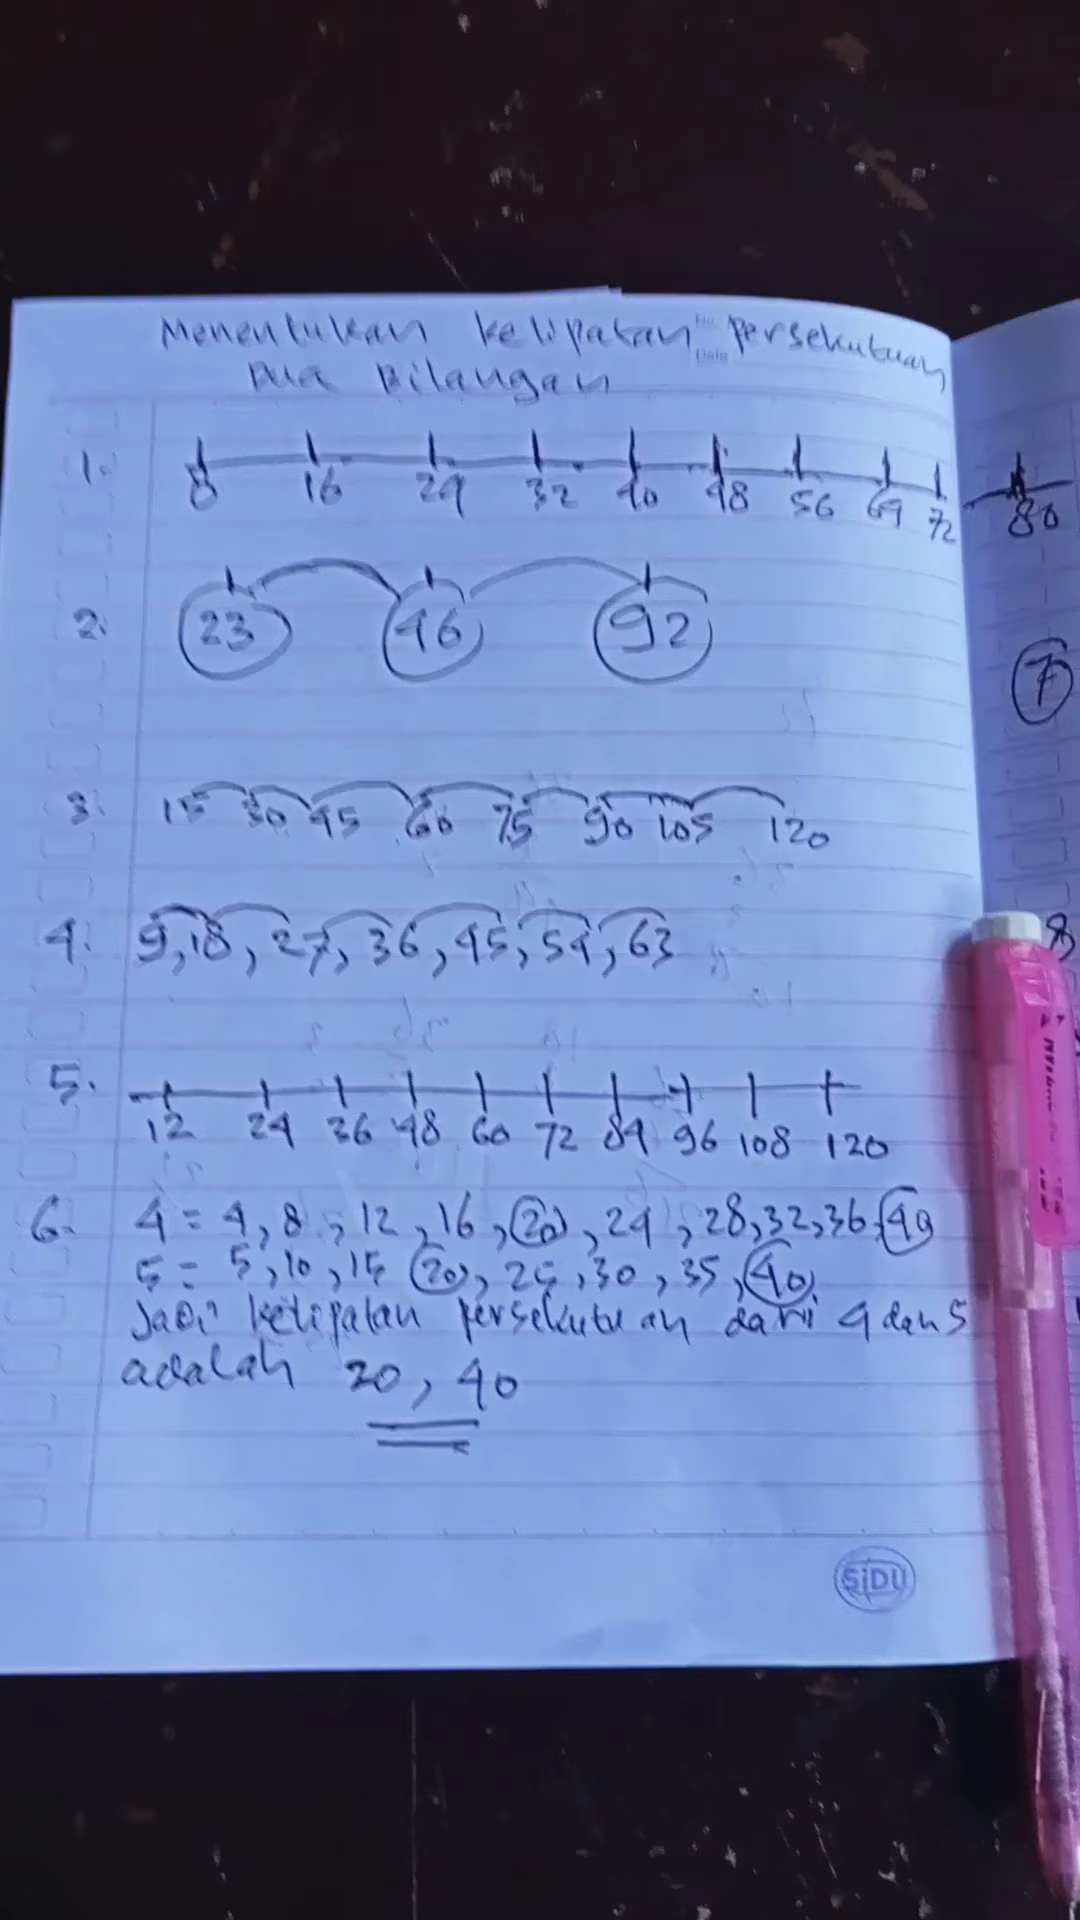 Menentukan kelipatan persekutuan
Dua Bilangan
1. 8 16 24 32 40 48 56 64 72 80
2. 23 46 92
7
3. 15 30 45 60 75 90 105 120
4. 9, 18, 27, 36, 45, 54, 63
8
5. 12 24 36 48 60 72 84 96 108 120
6. 4 = 4, 8, 12, 16, 20, 24, 28, 32, 36, 40
5 = 5, 10, 15 20, 25, 30, 35, 40,
Jadi kelipatan persekutuan dari 4 dan 5
adalah 20, 40
SiDU